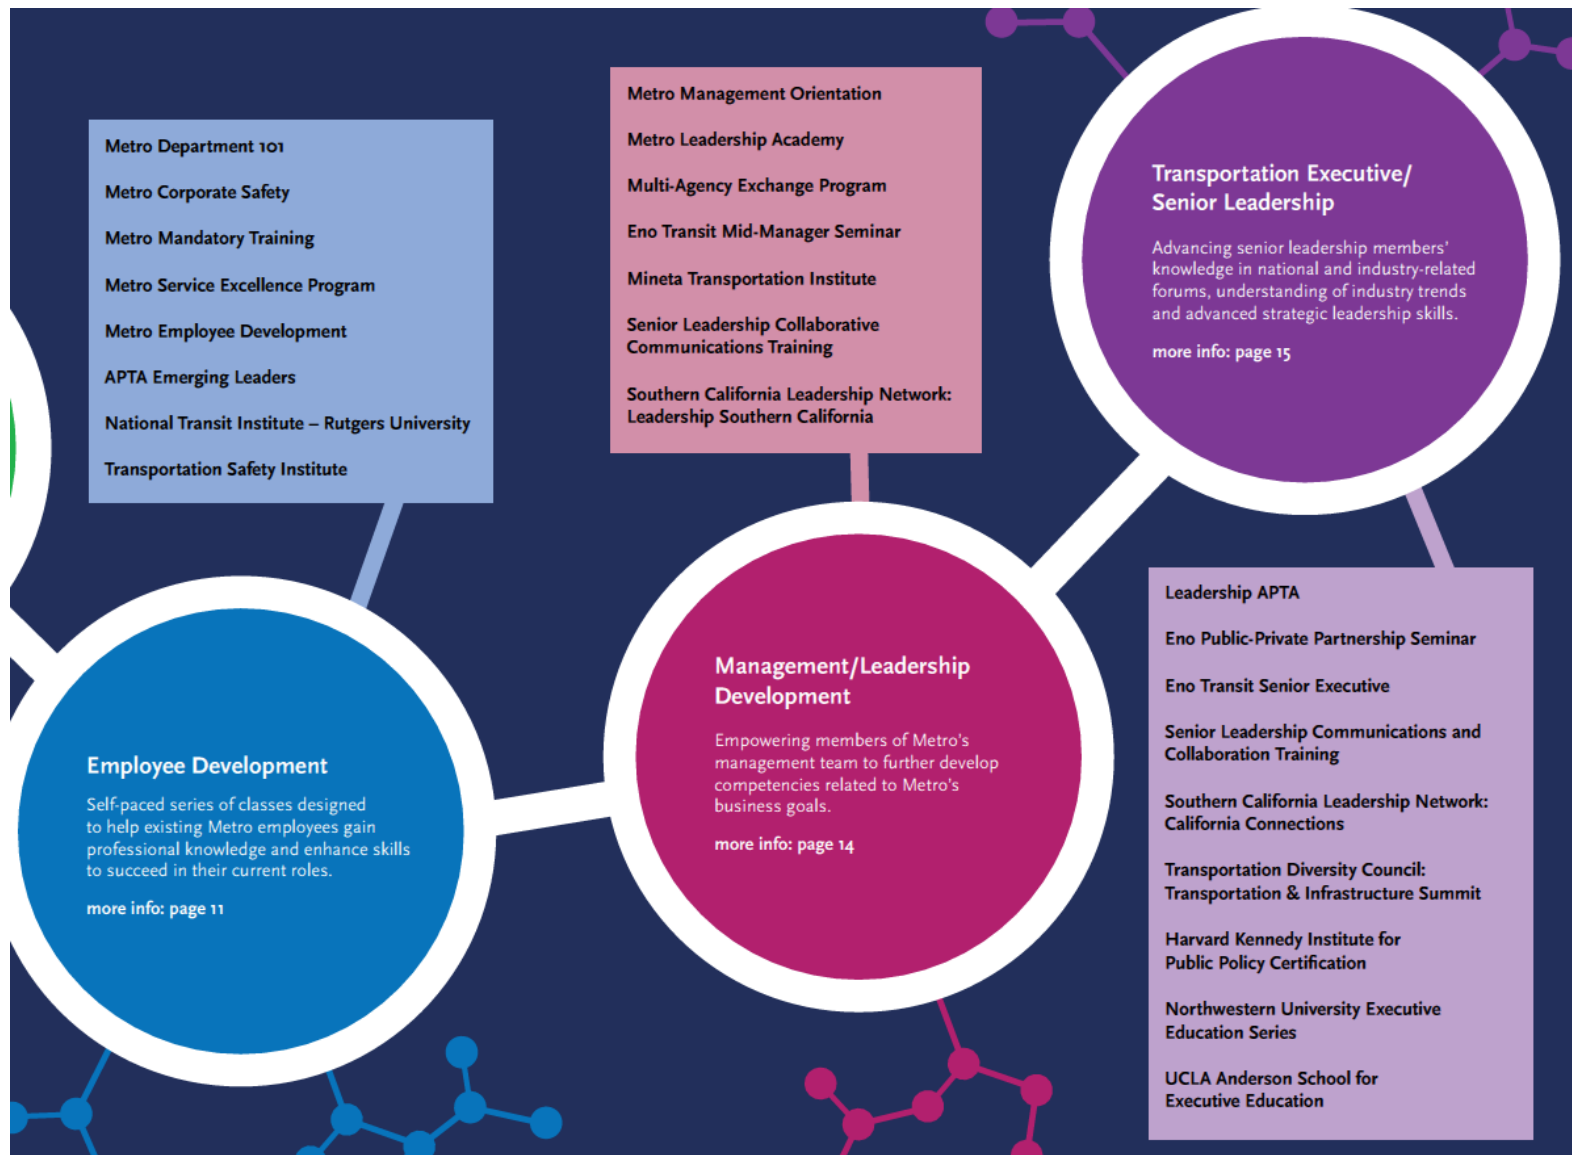 Metro Department 101
Metro Corporate Safety
Metro Mandatory Training
Metro Service Excellence Program
Metro Employee Development
APTA Emerging Leaders
National Transit Institute – Rutgers University
Transportation Safety Institute
Employee Development
Self-paced series of classes designed
to help existing Metro employees gain
professional knowledge and enhance skills
to succeed in their current roles.
more info: page 11
Metro Management Orientation
Metro Leadership Academy
Multi-Agency Exchange Program
Eno Transit Mid-Manager Seminar
Mineta Transportation Institute
Senior Leadership Collaborative
Communications Training
Southern California Leadership Network:
Leadership Southern California
Management/Leadership
Development
Empowering members of Metro's
management team to further develop
competencies related to Metro's
business goals.
more info: page 14
Transportation Executive/
Senior Leadership
Advancing senior leadership members'
knowledge in national and industry-related
forums, understanding of industry trends
and advanced strategic leadership skills.
more info: page 15
Leadership APTA
Eno Public-Private Partnership Seminar
Eno Transit Senior Executive
Senior Leadership Communications and
Collaboration Training
Southern California Leadership Network:
California Connections
Transportation Diversity Council:
Transportation & Infrastructure Summit
Harvard Kennedy Institute for
Public Policy Certification
Northwestern University Executive
Education Series
UCLA Anderson School for
Executive Education